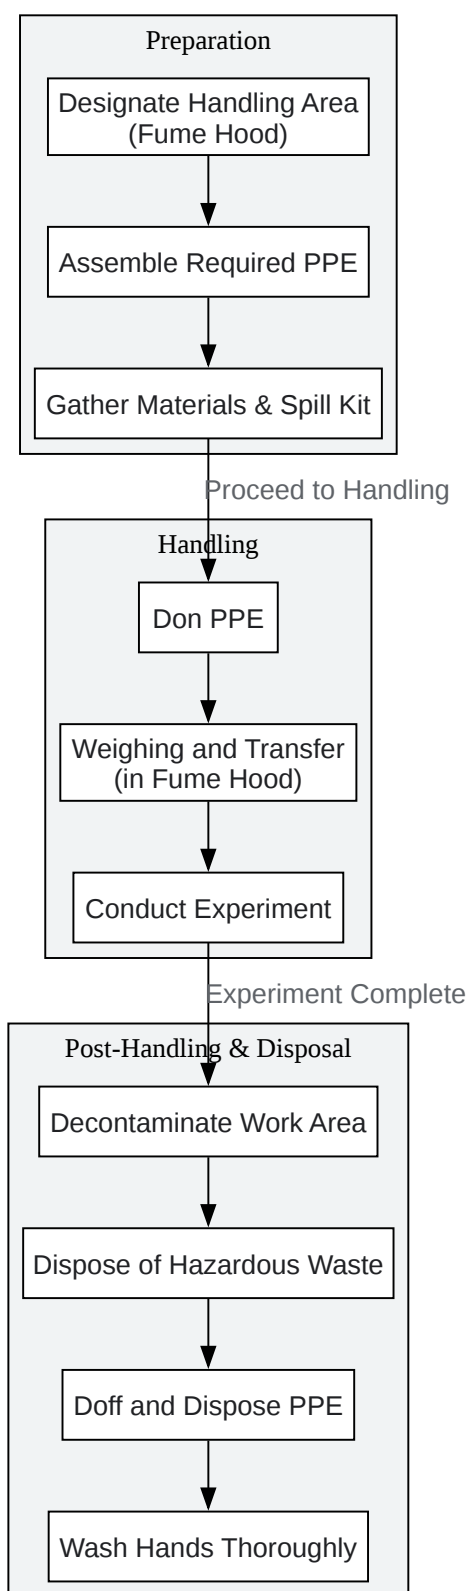 Preparation
Designate Handling Area
(Fume Hood)
Assemble Required PPE
Gather Materials & Spill Kit
Proceed to Handling
Handling
Don PPE
Weighing and Transfer
(in Fume Hood)
Conduct Experiment
Experiment Complete
Post-Handling & Disposal
Decontaminate Work Area
Dispose of Hazardous Waste
Doff and Dispose PPE
Wash Hands Thoroughly